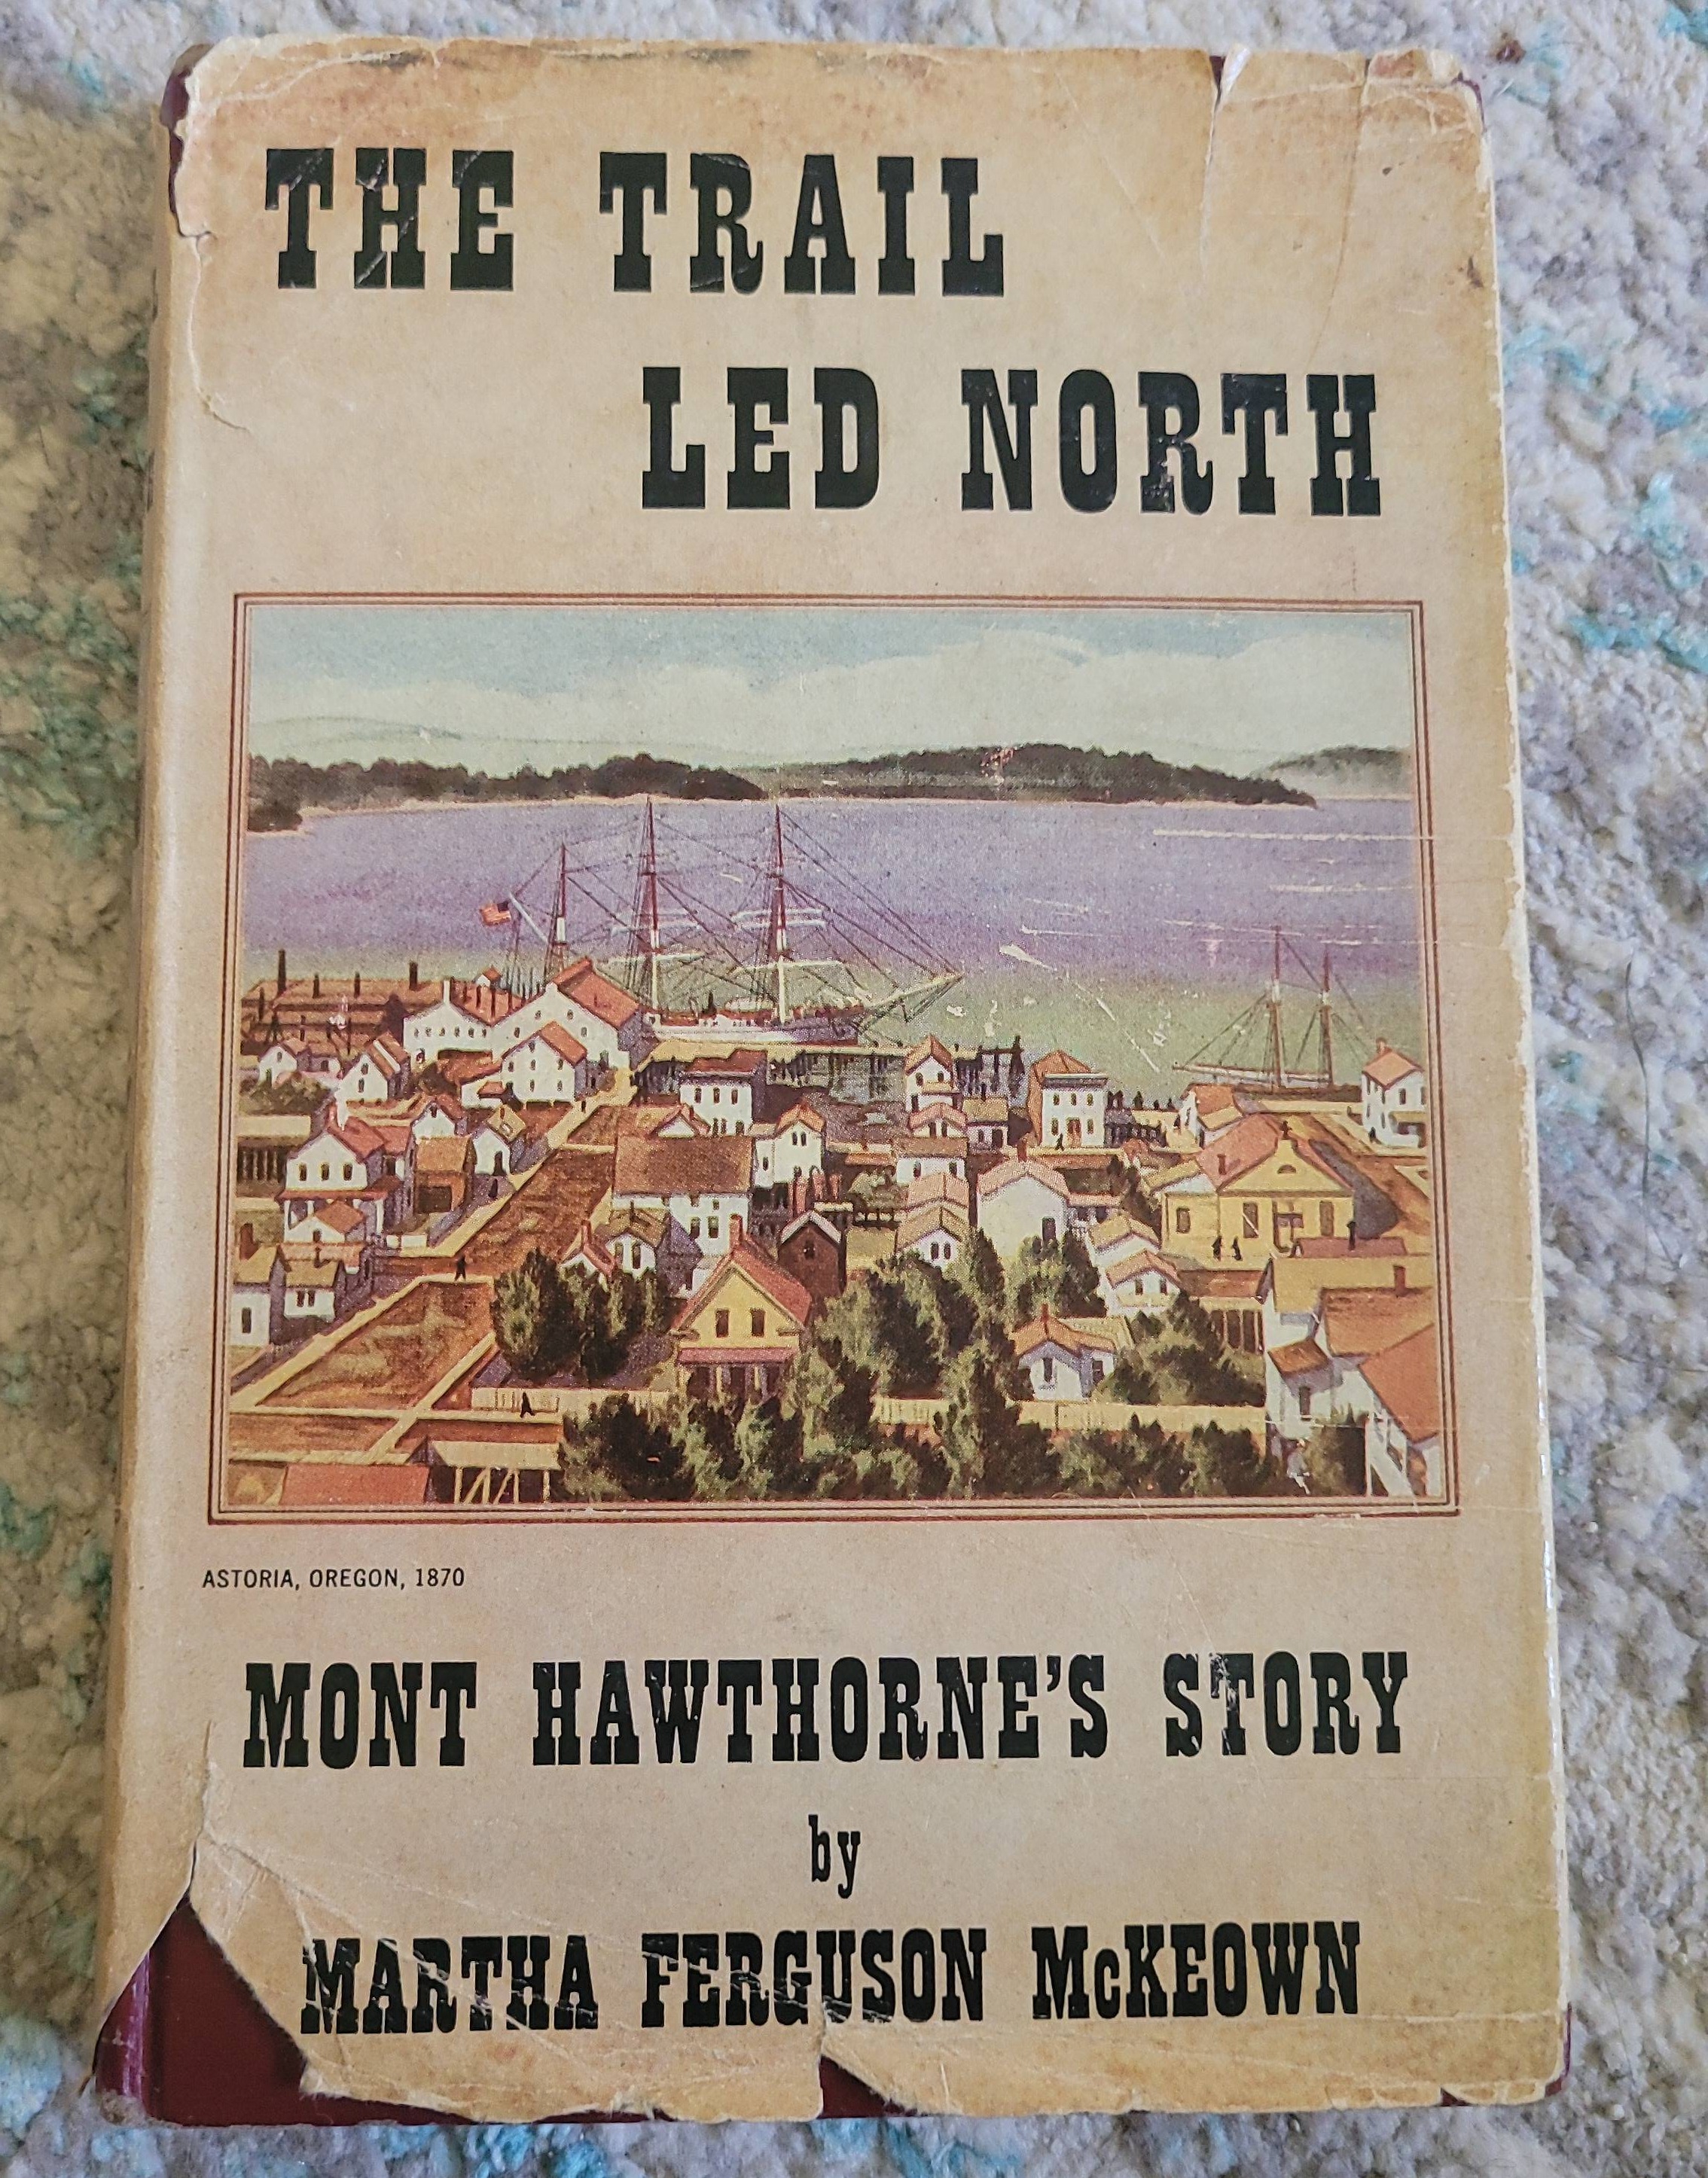 THE TRAIL
LED NORTH
ASTORIA, OREGON, 1870
MONT HAWTHORNE'S STORY
by
MARTHA FERGUSON McKEOWN